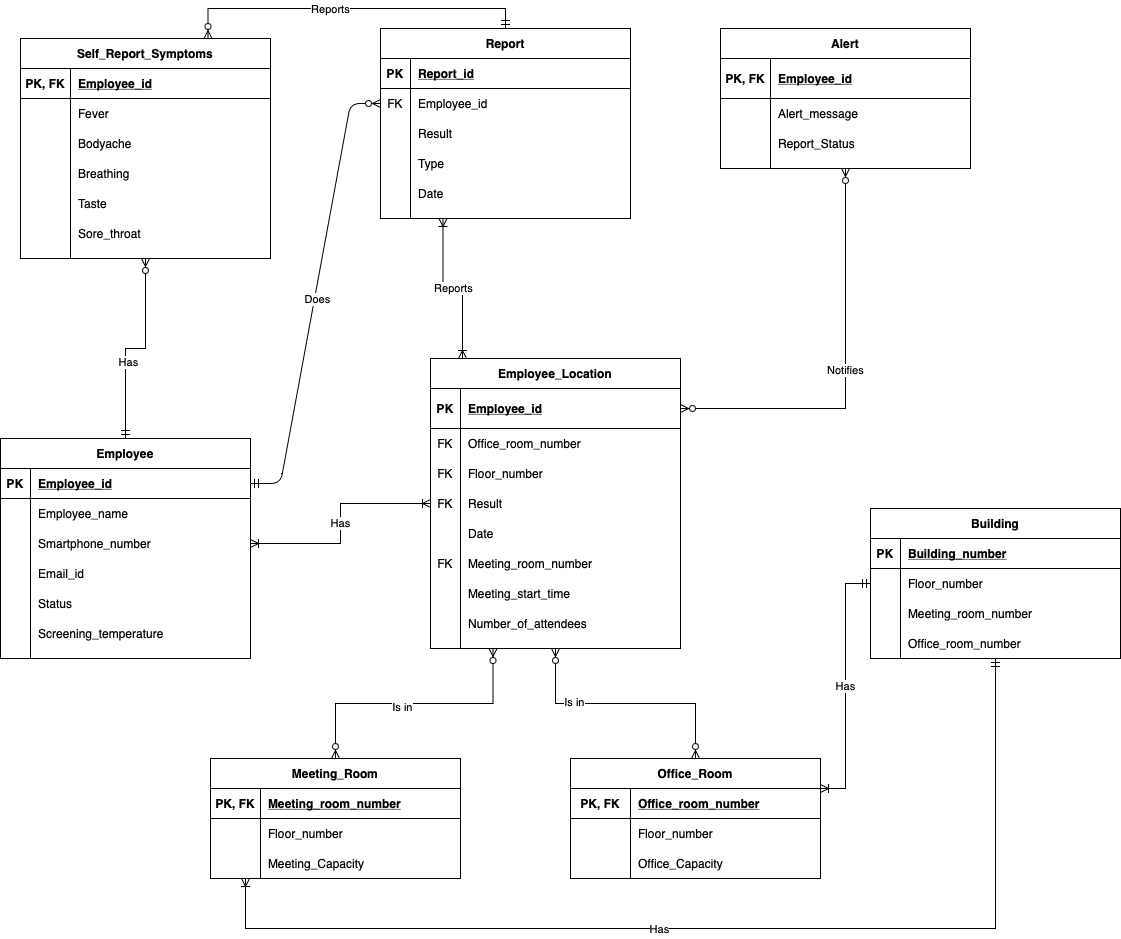 Reports
Self_Report_Symptoms
PK, FK Employee_id
Fever
Bodyache
Breathing
Taste
Sore_throat
Report
PK Report_id
FK Employee_id
Result
Type
Date
Alert
PK, FK Employee_id
Alert_message
Report_Status
Does
Reports
Has
Notifies
Employee
PK Employee_id
Employee_name
Smartphone_number
Email_id
Status
Screening_temperature
Has
Employee_Location
PK Employee_id
FK Office_room_number
FK Floor_number
FK Result
Date
FK Meeting_room_number
Meeting_start_time
Number_of_attendees
Building
PK Building_number
Floor_number
Meeting_room_number
Office_room_number
Is in
Is in
Has
Meeting_Room
PK, FK Meeting_room_number
Floor_number
Meeting_Capacity
Office_Room
PK, FK Office_room_number
Floor_number
Office_Capacity
Has